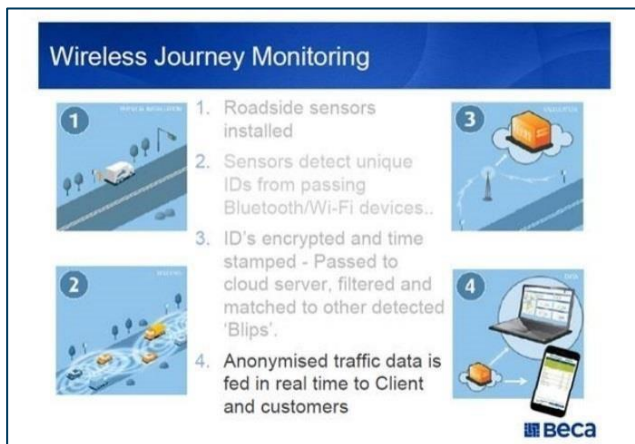 Wireless Journey Monitoring
1
1. Roadside sensors
installed
2. Sensors detect unique
IDs from passing
Bluetooth/Wi-Fi devices..
3. ID's encrypted and time
stamped - Passed to
cloud server, filtered and
matched to other detected
'Blips'.
4. Anonymised traffic data is
fed in real time to Client
and customers
2
3
4
Beca